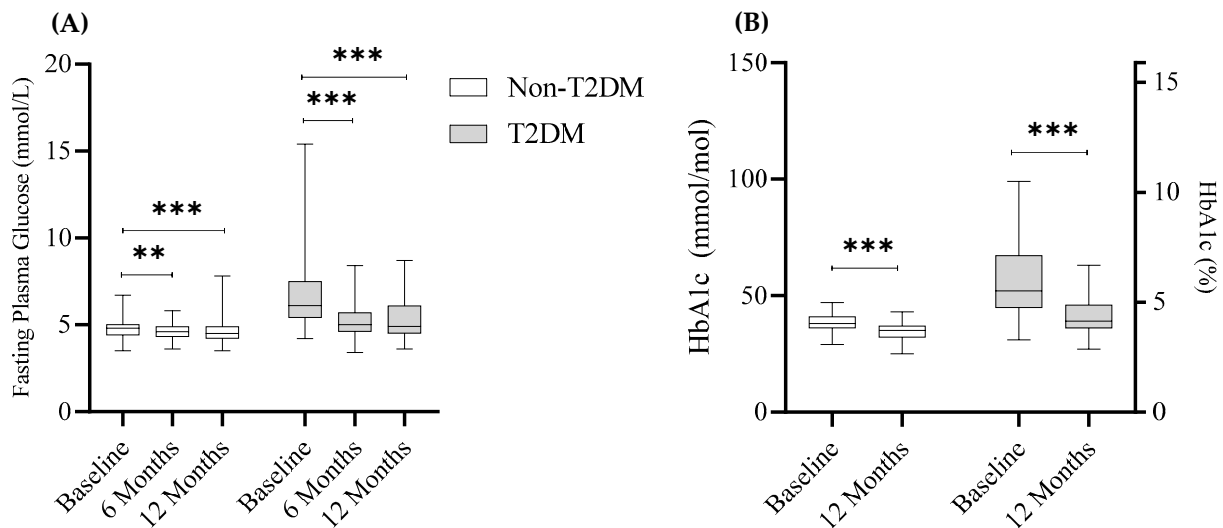 (A)
Fasting Plasma Glucose (mmol/L)
20
15
10
5
0
***
***
***
**
Non-T2DM
T2DM
Baseline
6 Months
12 Months
Baseline
6 Months
12 Months
(B)
HbA1c (mmol/mol)
150
100
50
0
***
***
15
10
5
0
HbA1c (%)
Baseline
12 Months
Baseline
12 Months